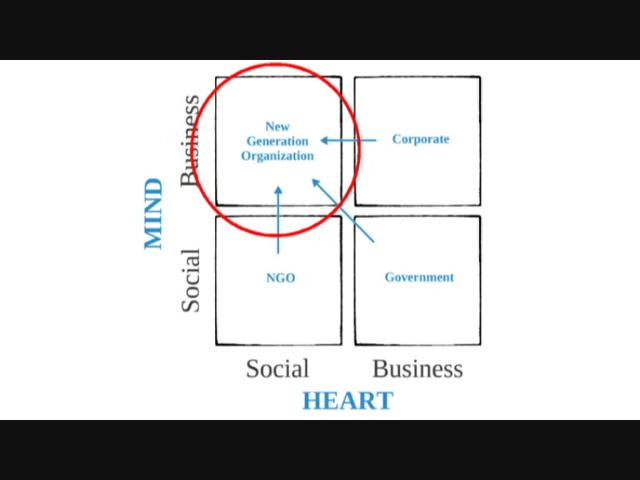 MIND
Business
Social
New
Generation
Organization
Corporate
NGO
Government
Social
Business
HEART